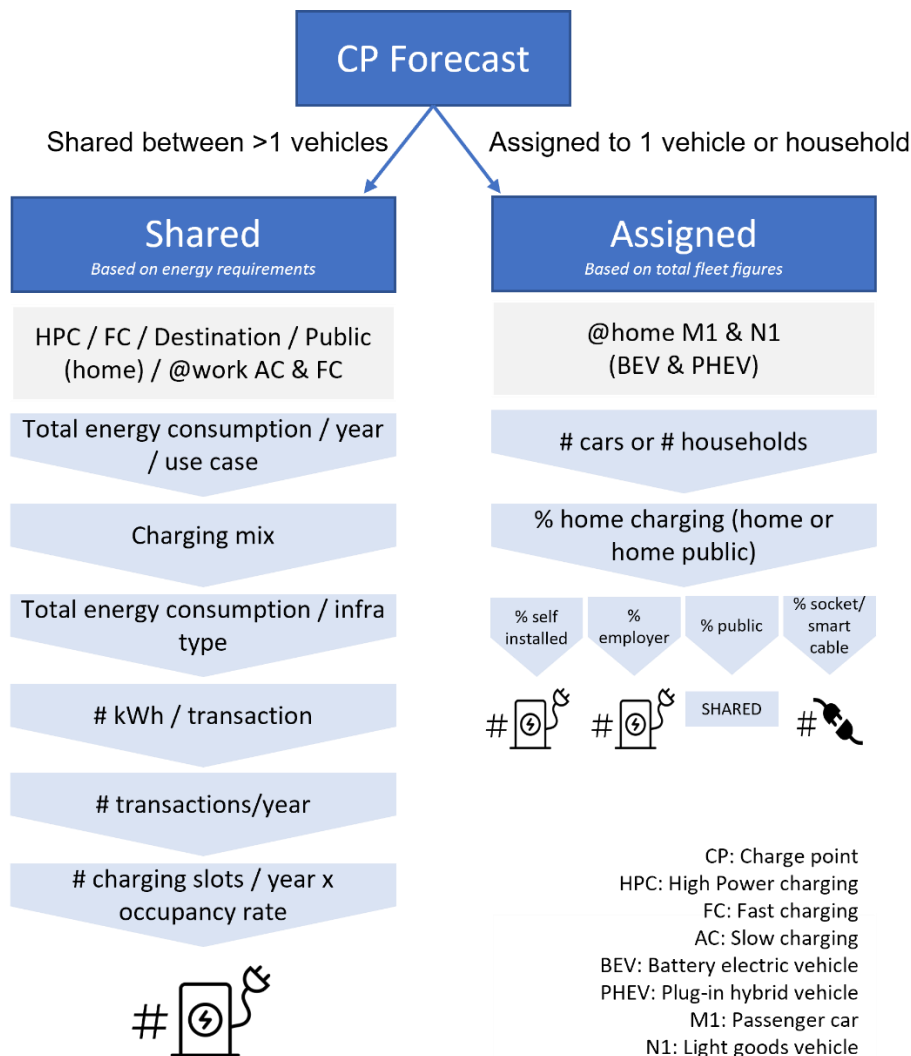 CP Forecast
Shared between >1 vehicles
Assigned to 1 vehicle or household
Shared
Based on energy requirements
HPC / FC / Destination / Public
(home) / @work AC & FC
Total energy consumption / year
/ use case
Charging mix
Total energy consumption / infra
type
# kWh / transaction
# transactions/year
# charging slots / year x
occupancy rate
#
Assigned
Based on total fleet figures
@home M1 & N1
(BEV & PHEV)
# cars or # households
% home charging (home or
home public)
% self
installed
%
employer
% public
% socket/
smart
cable
#
#
SHARED
#
CP: Charge point
HPC: High Power charging
FC: Fast charging
AC: Slow charging
BEV: Battery electric vehicle
PHEV: Plug-in hybrid vehicle
M1: Passenger car
N1: Light goods vehicle